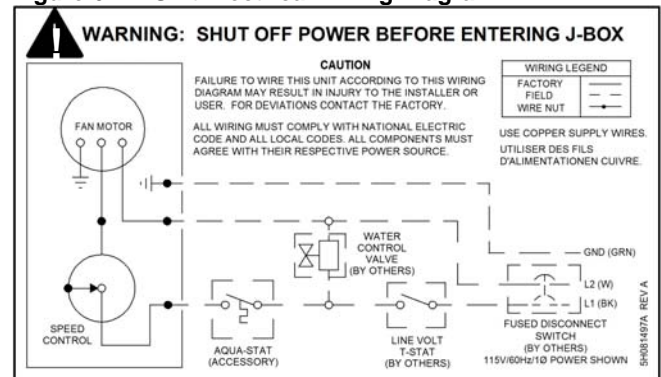 WARNING: SHUT OFF POWER BEFORE ENTERING J-BOX
CAUTION
FAILURE TO WIRE THIS UNIT ACCORDING TO THIS WIRING
DIAGRAM MAY RESULT IN INJURY TO THE INSTALLER OR
USER. FOR DEVIATIONS CONTACT THE FACTORY.
ALL WIRING MUST COMPLY WITH NATIONAL ELECTRIC
CODE AND ALL LOCAL CODES. ALL COMPONENTS MUST
AGREE WITH THEIR RESPECTIVE POWER SOURCE.
WIRING LEGEND
FACTORY
FIELD
WIRE NUT
USE COPPER SUPPLY WIRES.
UTILISER DES FILS
D'ALIMENTATIONEN CUIVRE.
FAN MOTOR
WATER
CONTROL
VALVE
(BY OTHERS)
GND (GRN)
L2 (W)
L1 (BK)
SPEED
CONTROL
AQUA-STAT
(ACCESSORY)
LINE VOLT
T-STAT
(BY OTHERS)
FUSED DISCONNECT
SWITCH
(BY OTHERS)
115V/60Hz/1Ø POWER SHOWN
5H081497A REV A